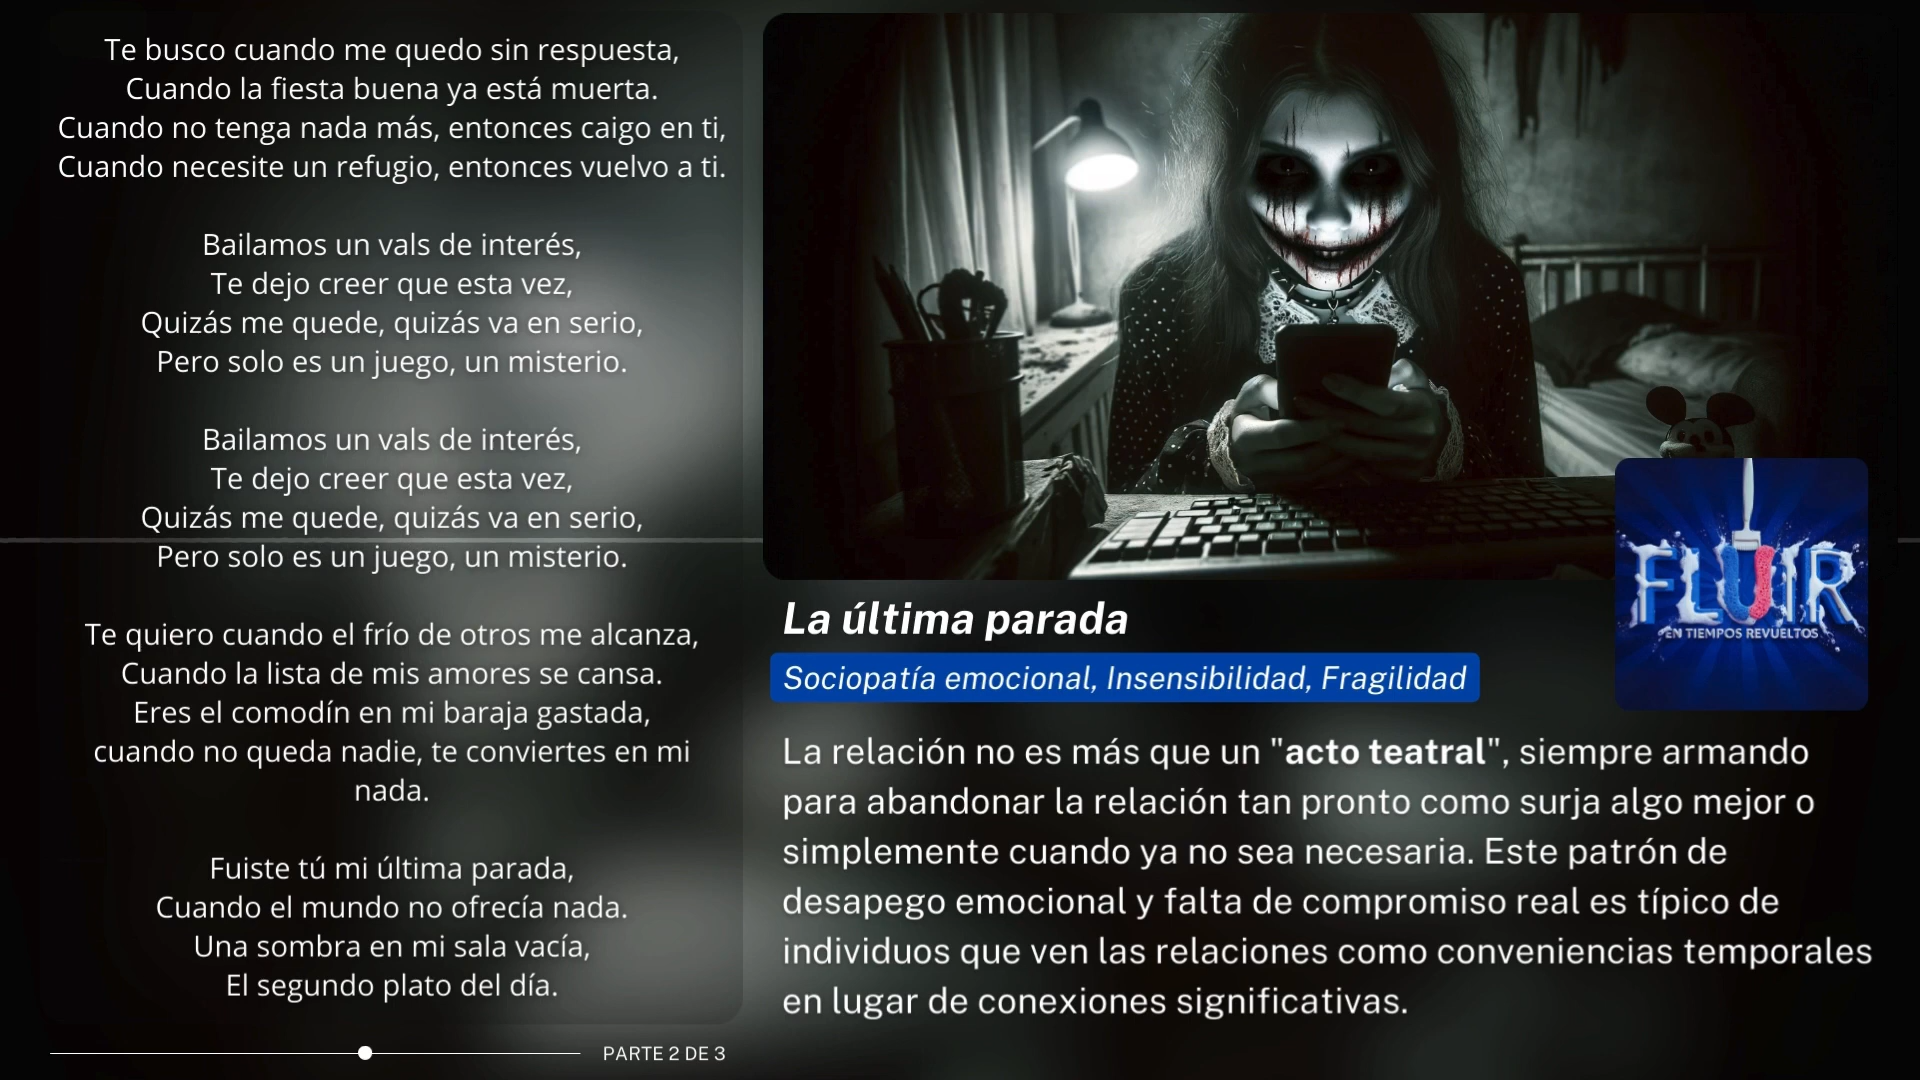 Te busco cuando me quedo sin respuesta,
Cuando la fiesta buena ya está muerta.
Cuando no tenga nada más, entonces caigo en ti,
Cuando necesite un refugio, entonces vuelvo a ti.
Bailamos un vals de interés,
Te dejo creer que esta vez,
Quizás me quede, quizás va en serio,
Pero solo es un juego, un misterio.
Bailamos un vals de interés,
Te dejo creer que esta vez,
Quizás me quede, quizás va en serio,
Pero solo es un juego, un misterio.
Te quiero cuando el frío de otros me alcanza,
Cuando la lista de mis amores se cansa.
Eres el comodín en mi baraja gastada,
cuando no queda nadie, te conviertes en mi
nada.
Fuiste tú mi última parada,
Cuando el mundo no ofrecía nada.
Una sombra en mi sala vacía,
El segundo plato del día.
PARTE 2 DE 3
FLUIR
EN TIEMPOS REVUELTOS
La última parada
Sociopatía emocional, Insensibilidad, Fragilidad
La relación no es más que un "acto teatral", siempre armando
para abandonar la relación tan pronto como surja algo mejor o
simplemente cuando ya no sea necesaria. Este patrón de
desapego emocional y falta de compromiso real es típico de
individuos que ven las relaciones como conveniencias temporales
en lugar de conexiones significativas.